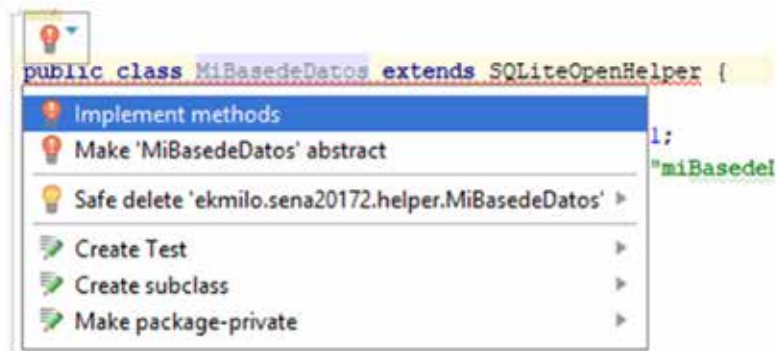 public class MiBasedeDatos extends SQLiteOpenHelper {
Implement methods
1;
Make 'MiBasedeDatos' abstract
"miBasedeI
Safe delete 'ekmilo.sena20172.helper.MiBasedeDatos'
Create Test
Create subclass
Make package-private